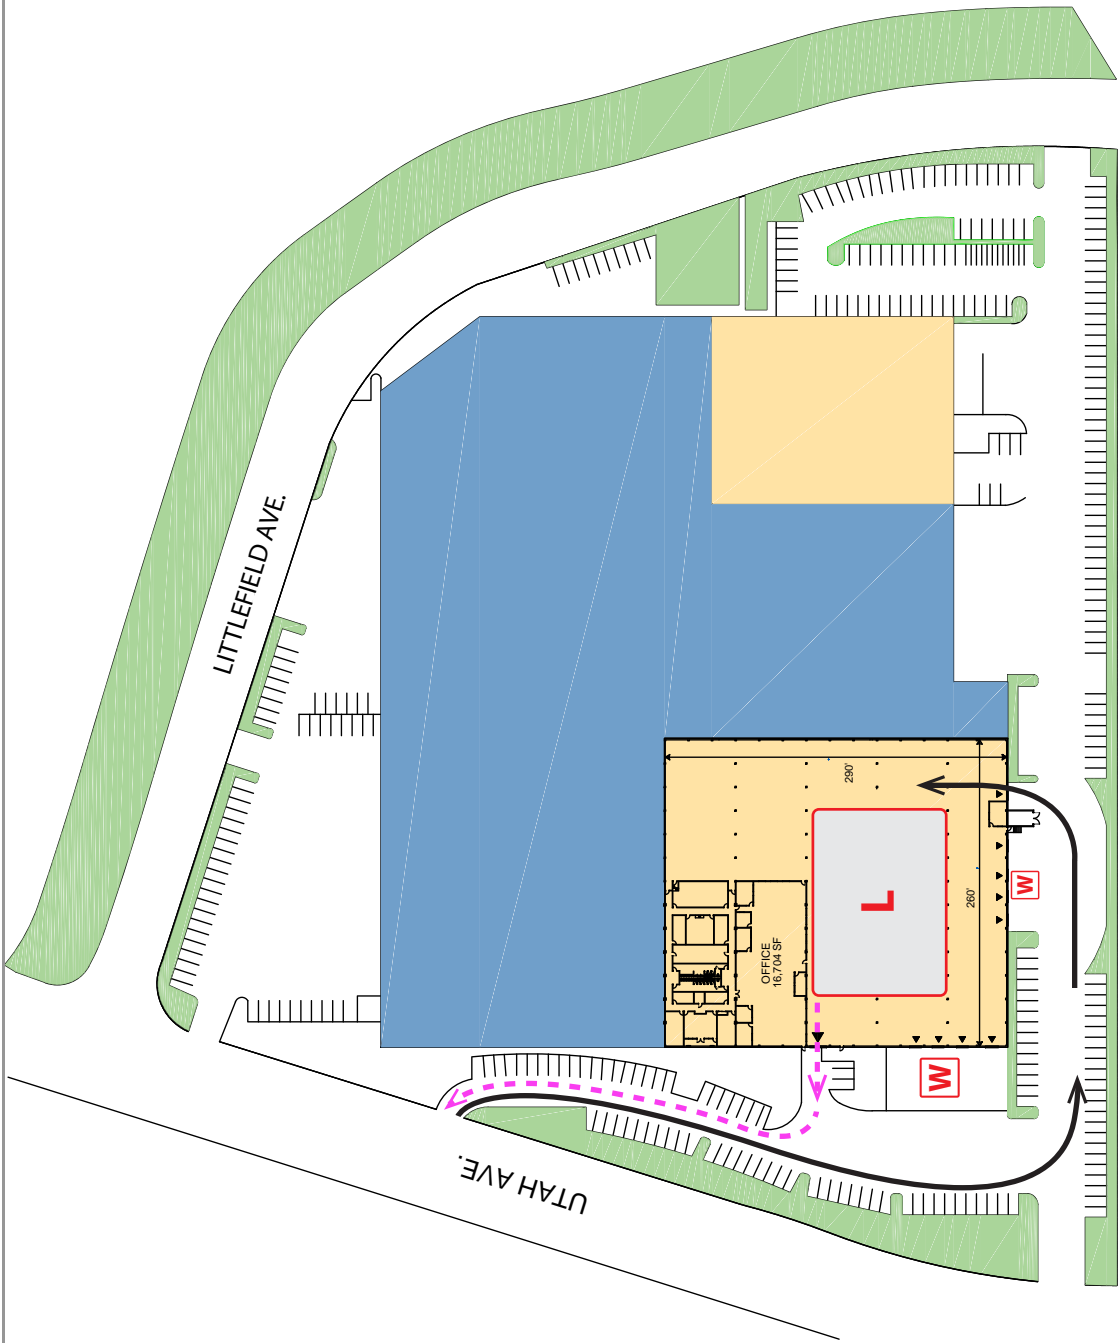 LITTLEFIELD AVE.
290'
260'
L
W
OFFICE
16,704 SF
W
UTAH AVE.